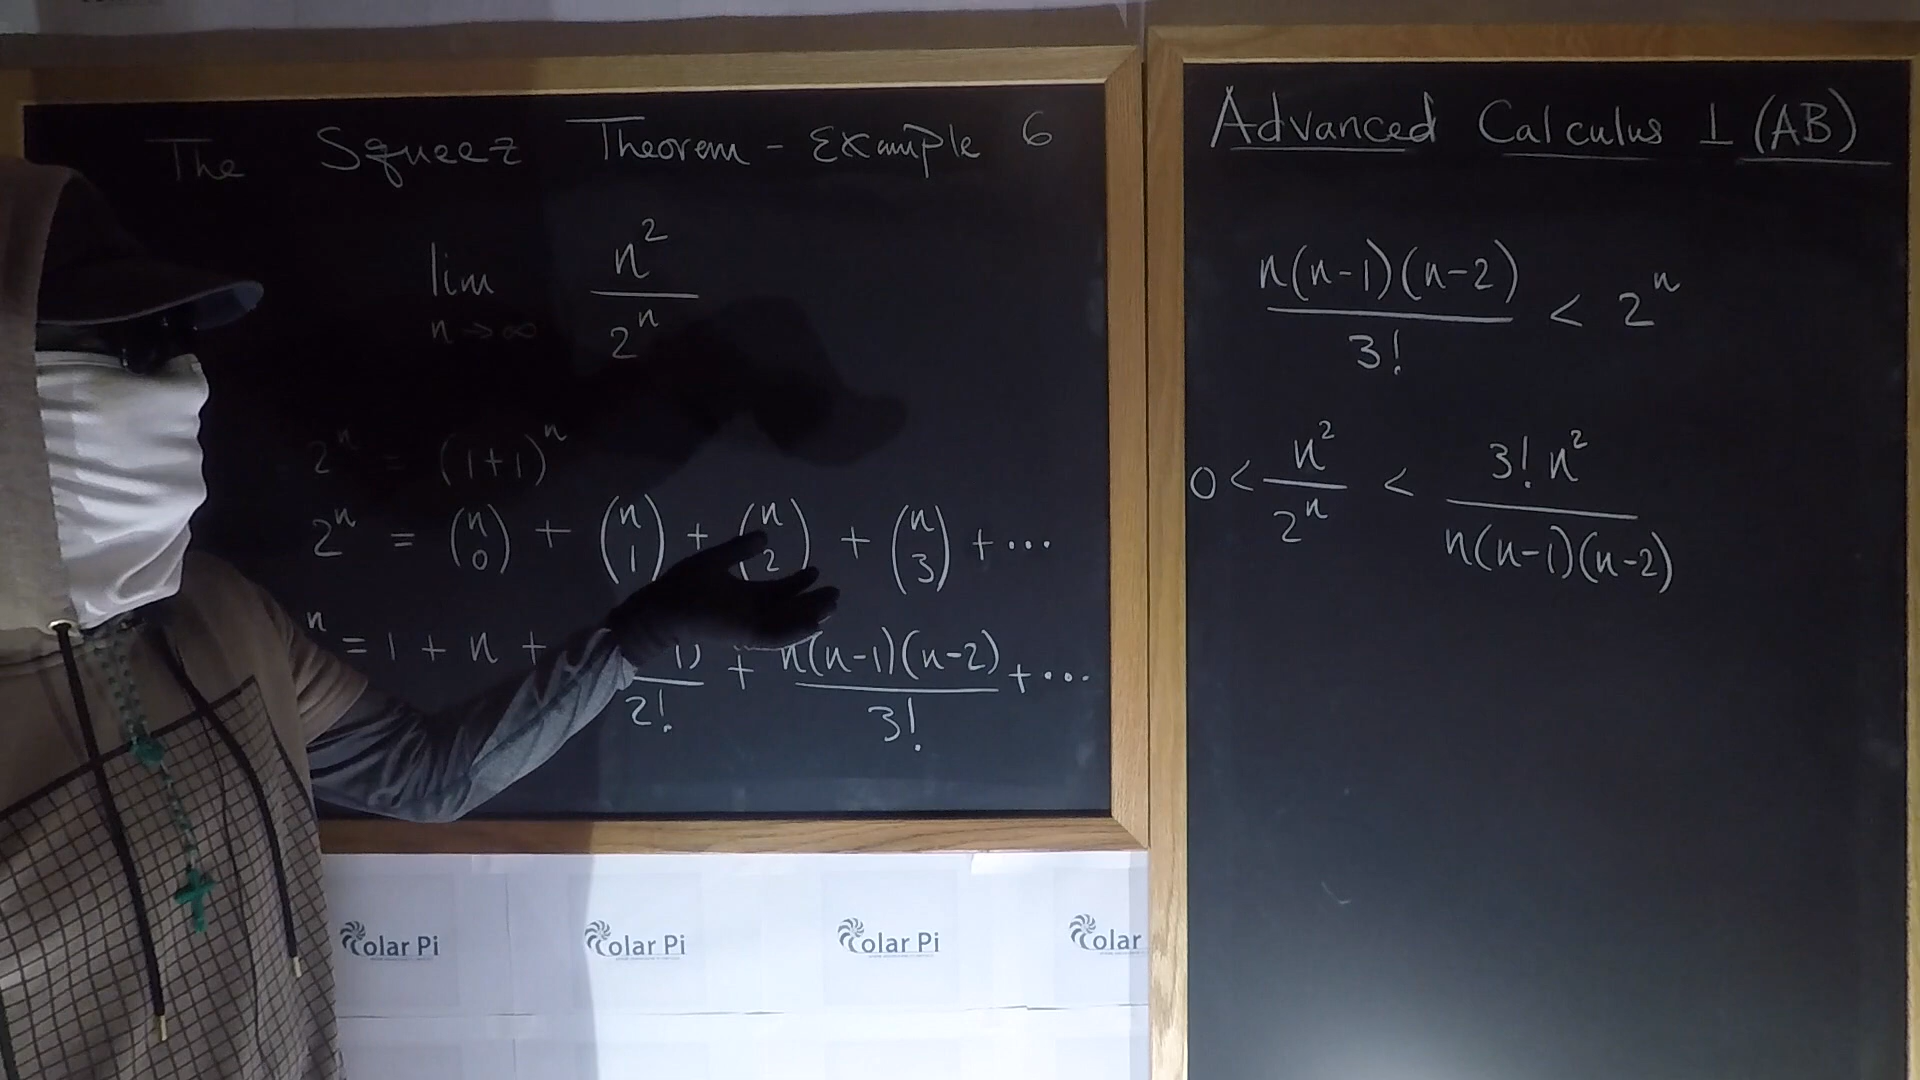 The Squeez Theorem - Example 6
lim n→∞ n²/2ⁿ
2ⁿ = (1+1)ⁿ
2ⁿ = (n 0) + (n 1) + (n 2) + (n 3) + ...
n = 1 + n + 1)/2! + n(n-1)(n-2)/3! + ...
Advanced Calculus 1 (AB)
n(n-1)(n-2)/3! < 2ⁿ
0 < n²/2ⁿ < 3! n²/n(n-1)(n-2)
Colar Pi
Colar Pi
Colar Pi
Colar